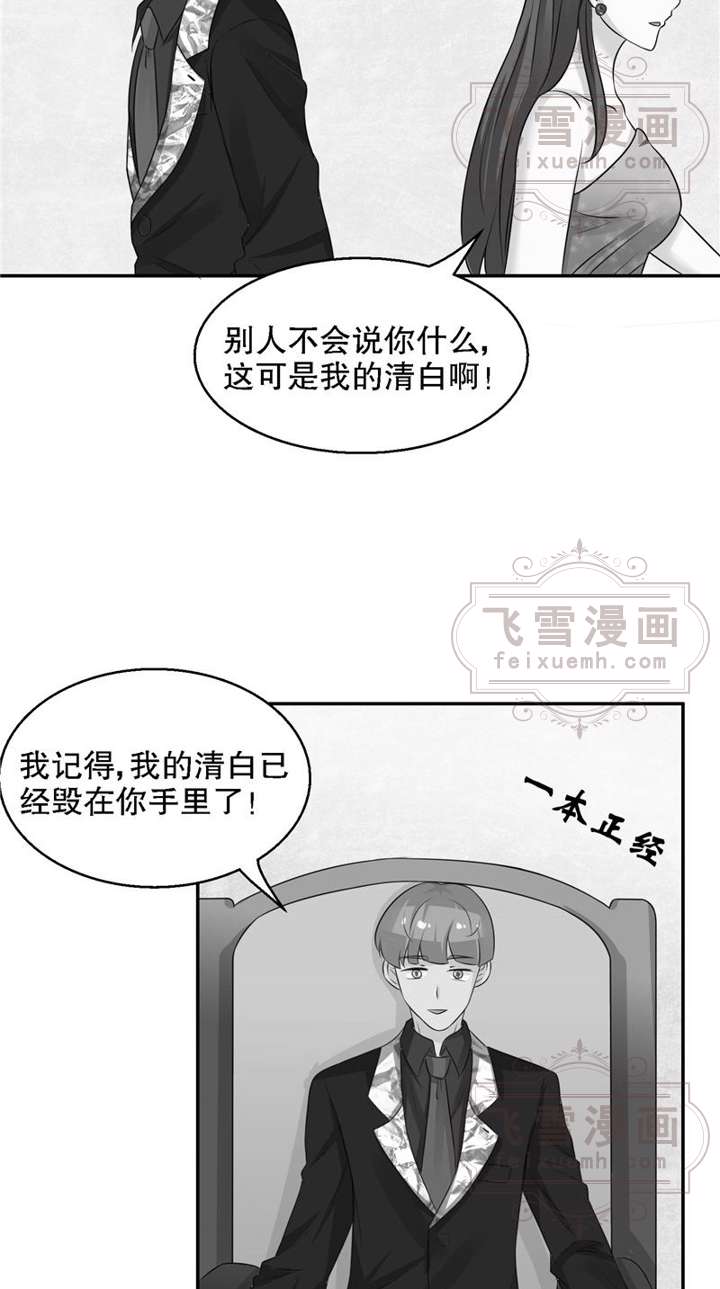 飞雪漫画
feixuemh.com
别人不会说你什么,
这可是我的清白啊!
飞雪漫画
feixuemh.com
我记得,我的清白已
经毁在你手里了!
一本正经
飞雪漫画
feixuemh.com